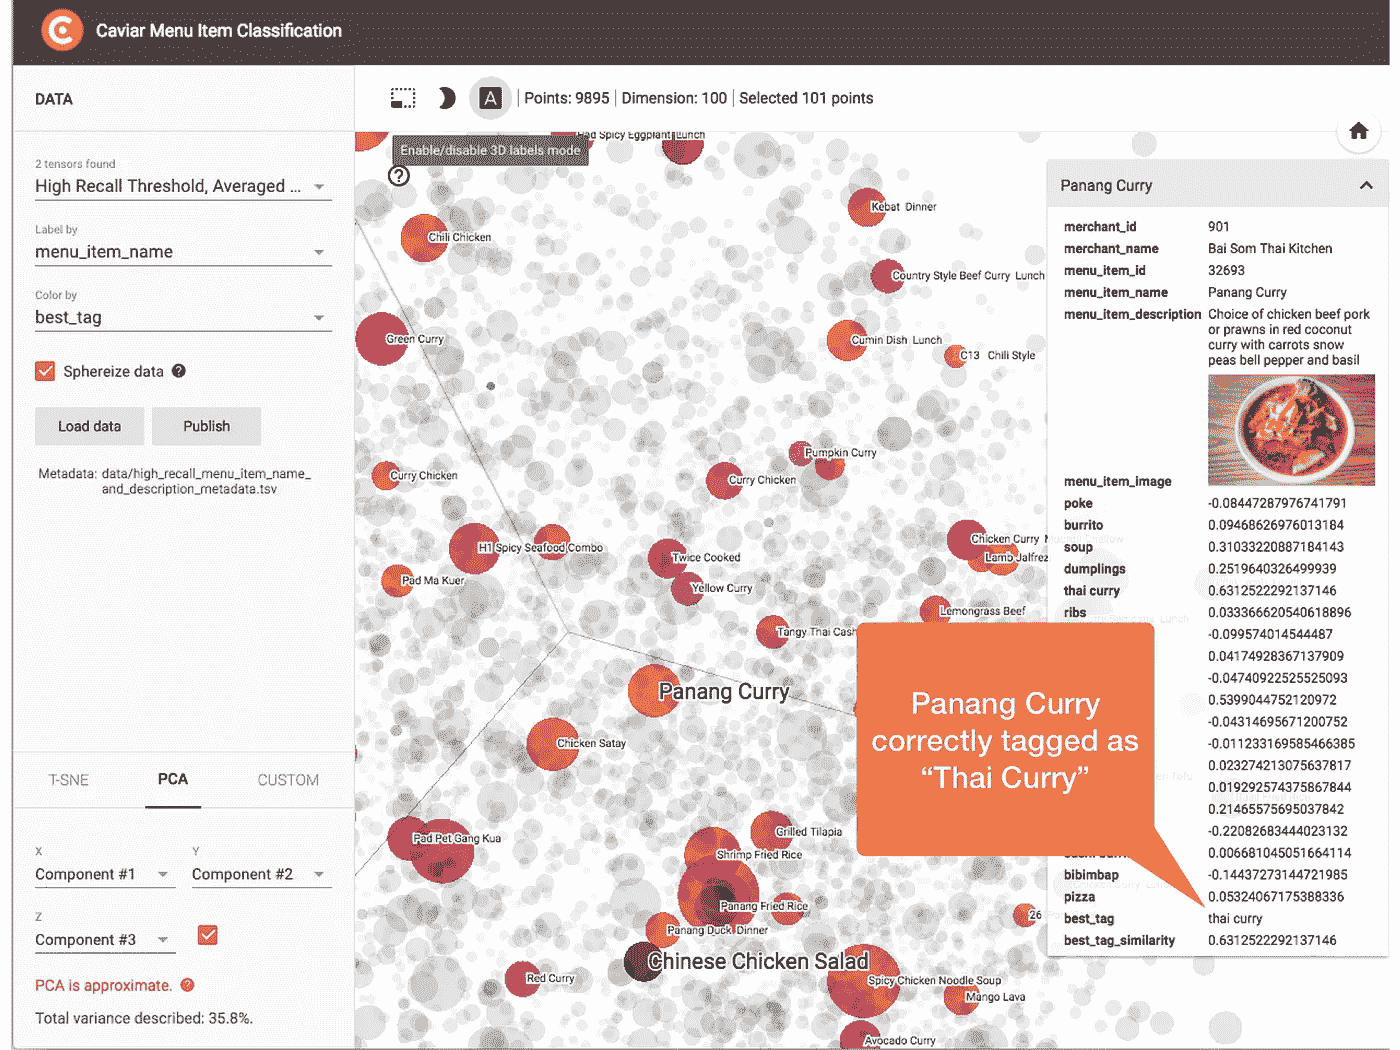 Caviar Menu Item Classification
DATA
Points: 9895 | Dimension: 100 | Selected 101 points
2 tensors found
High Recall Threshold, Averaged ...
Label by
menu_item_name
Color by
best_tag
Sphereize data
Load data
Publish
Metadata: data/high_recall_menu_item_name_
and_description_metadata.tsv
T-SNE
PCA
CUSTOM
X
Component #1
Y
Component #2
Z
Component #3
PCA is approximate.
Total variance described: 35.8%.
Pad Spicy Eggplant Lunch
Enable/disable 3D labels mode
Kebat Dinner
Chili Chicken
Country Style Beef Curry Lunch
Green Curry
Cumin Dish Lunch
C13 Chili Style
Pumpkin Curry
Curry Chicken
Curry Chicken
H1 Spicy Seafood Combo
Chicken Curry
Twice Cooked
Lamb Jalfrez
Pad Ma Kuer
Yellow Curry
Lemongrass Beef
Tangy Thai Cash
Panang Curry
Chicken Satay
Pad Pet Gang Kua
Grilled Tilapia
Shrimp Fried Rice
Panang Fried Rice
26
Panang Duck Dinner
Chinese Chicken Salad
Red Curry
Spicy Chicken Noodle Soup
Mango Lava
Avocado Curry
Panang Curry
correctly tagged as
“Thai Curry”
Panang Curry
merchant_id 901
merchant_name Bai Som Thai Kitchen
menu_item_id 32693
menu_item_name Panang Curry
menu_item_description Choice of chicken beef pork
or prawns in red coconut
curry with carrots snow
peas bell pepper and basil
menu_item_image
poke -0.08447287976741791
burrito 0.09468626976013184
soup 0.31033220887184143
dumplings 0.2519640326499939
thai curry 0.6312522292137146
ribs 0.033366620540618896
-0.099574014544487
0.04174928367137909
-0.04740922525525093
0.5399044752120972
-0.04314695671200752
-0.011233169585466385
0.023274213075637817
0.019292574375867844
0.21465575695037842
-0.22082683444023132
0.006681045051664114
bibimbap -0.14437273144721985
pizza 0.05324067175388336
best_tag thai curry
best_tag_similarity 0.6312522292137146